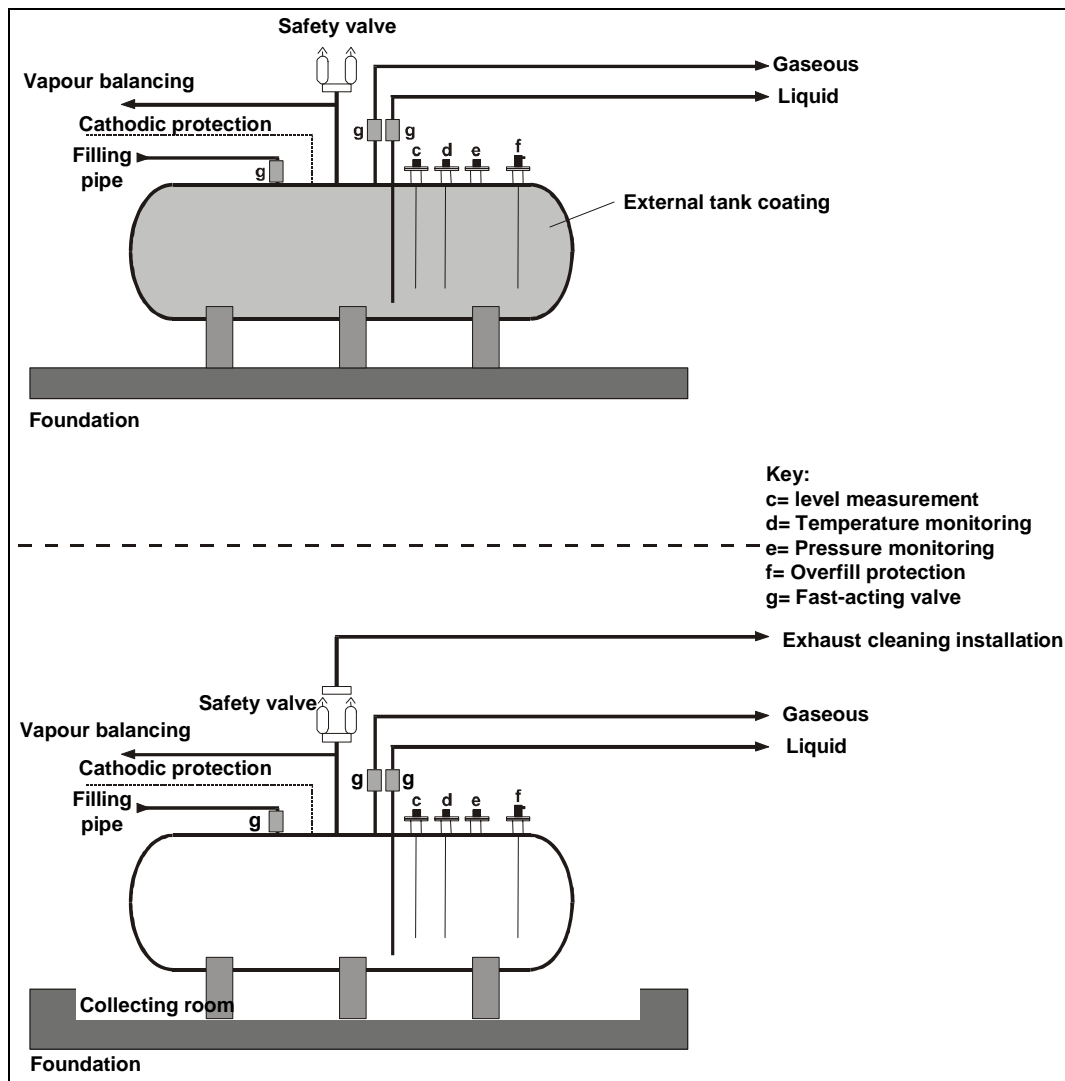 Safety valve
Gaseous
Vapour balancing
Liquid
Cathodic protection
g g
Filling
pipe
g
c d e f
External tank coating
Foundation
Key:
c= level measurement
d= Temperature monitoring
e= Pressure monitoring
f= Overfill protection
g= Fast-acting valve
Exhaust cleaning installation
Safety valve
Gaseous
Vapour balancing
Liquid
Cathodic protection
g g
Filling
pipe
g
c d e f
Collecting room
Foundation